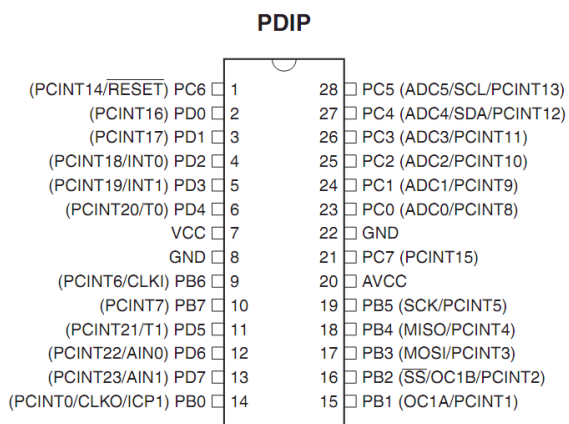 PDIP
(PCINT14/RESET) PC6 1 28 PC5 (ADC5/SCL/PCINT13)
(PCINT16) PD0 2 27 PC4 (ADC4/SDA/PCINT12)
(PCINT17) PD1 3 26 PC3 (ADC3/PCINT11)
(PCINT18/INT0) PD2 4 25 PC2 (ADC2/PCINT10)
(PCINT19/INT1) PD3 5 24 PC1 (ADC1/PCINT9)
(PCINT20/T0) PD4 6 23 PC0 (ADC0/PCINT8)
VCC 7 22 GND
GND 8 21 PC7 (PCINT15)
(PCINT6/CLKI) PB6 9 20 AVCC
(PCINT7) PB7 10 19 PB5 (SCK/PCINT5)
(PCINT21/T1) PD5 11 18 PB4 (MISO/PCINT4)
(PCINT22/AIN0) PD6 12 17 PB3 (MOSI/PCINT3)
(PCINT23/AIN1) PD7 13 16 PB2 (SS/OC1B/PCINT2)
(PCINT0/CLKO/ICP1) PB0 14 15 PB1 (OC1A/PCINT1)